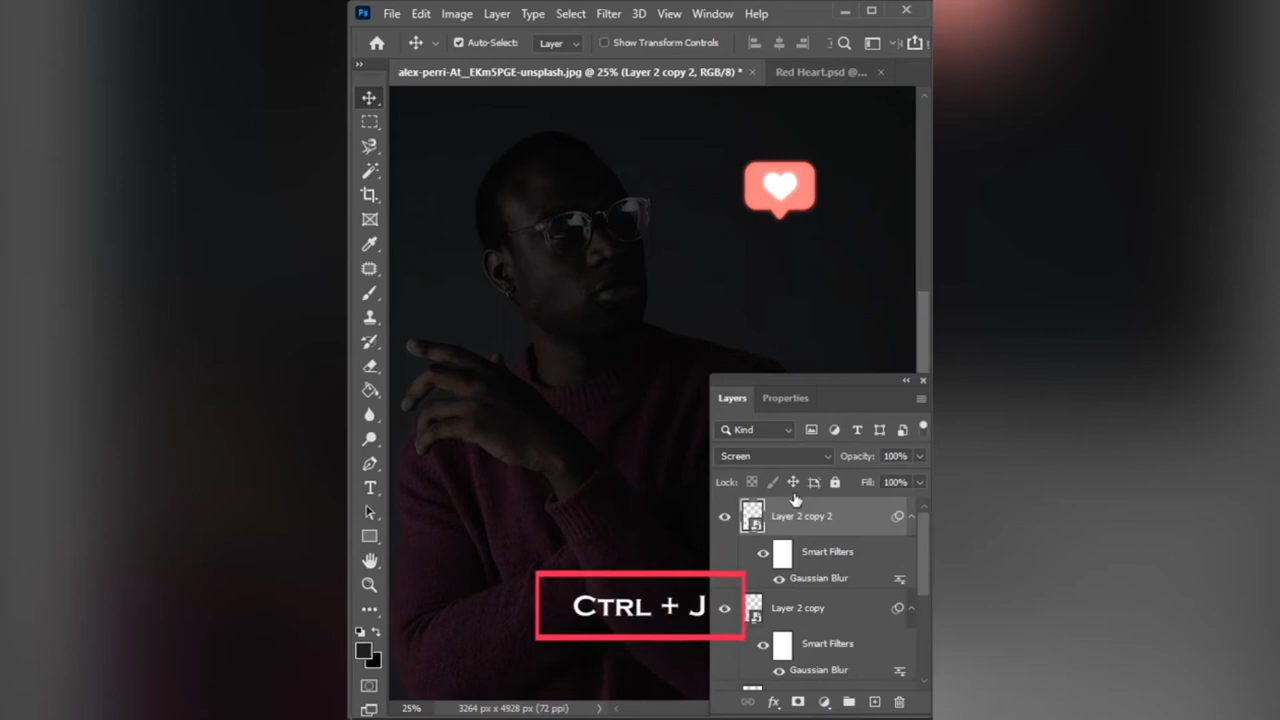 Ps File Edit Image Layer Type Select Filter 3D View Window Help
Auto-Select: Layer Show Transform Controls
alex-perri-At__EKm5PGE-unsplash.jpg @ 25% (Layer 2 copy 2, RGB/8) * Red Heart.psd @...
Layers Properties
Kind
Screen Opacity: 100%
Lock: Fill: 100%
Layer 2 copy 2
Smart Filters
Gaussian Blur
Ctrl + J
Layer 2 copy
Smart Filters
Gaussian Blur
25% 3264 px x 4928 px (72 ppi)